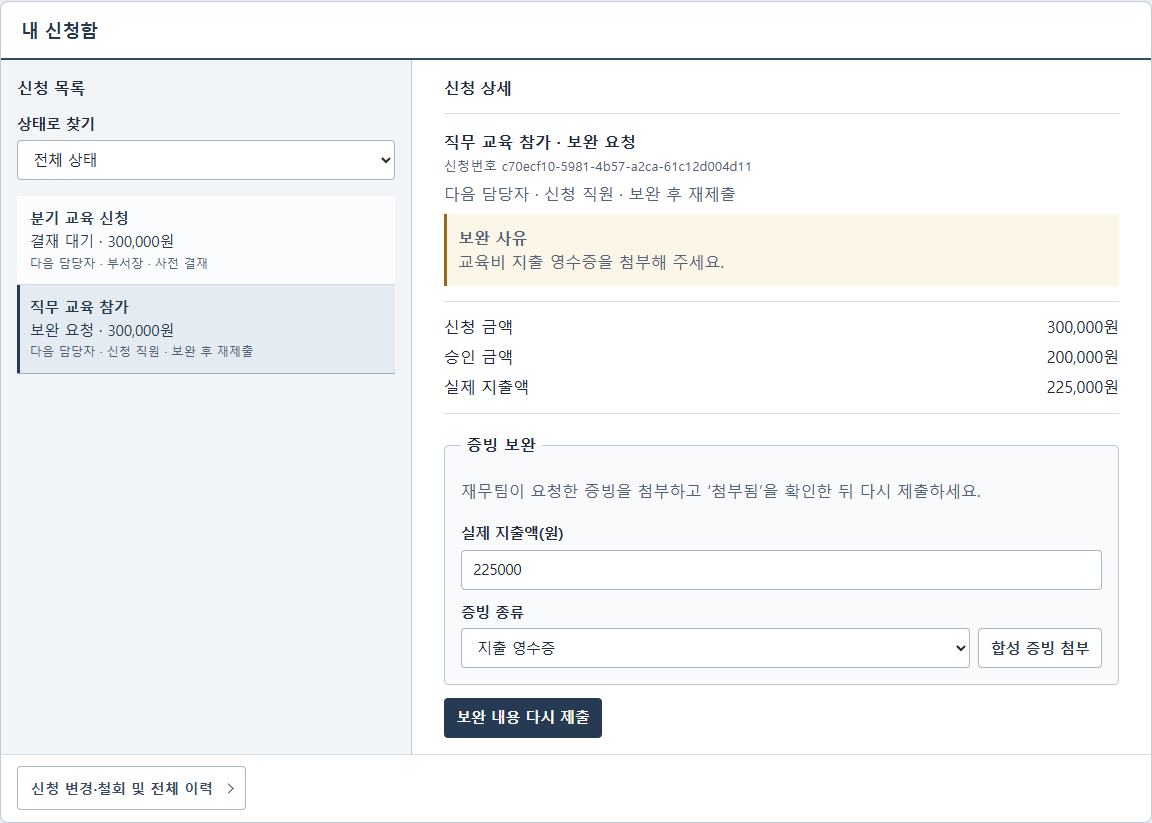 내 신청함
신청 목록
상태로 찾기
전체 상태
분기 교육 신청
결재 대기 · 300,000원
다음 담당자 · 부서장 · 사전 결재
직무 교육 참가
보완 요청 · 300,000원
다음 담당자 · 신청 직원 · 보완 후 재제출
신청 상세
직무 교육 참가 · 보완 요청
신청번호 c70ecf10-5981-4b57-a2ca-61c12d004d11
다음 담당자 · 신청 직원 · 보완 후 재제출
보완 사유
교육비 지출 영수증을 첨부해 주세요.
신청 금액 300,000원
승인 금액 200,000원
실제 지출액 225,000원
증빙 보완
재무팀이 요청한 증빙을 첨부하고 ‘첨부됨’을 확인한 뒤 다시 제출하세요.
실제 지출액(원)
225000
증빙 종류
지출 영수증 합성 증빙 첨부
보완 내용 다시 제출
신청 변경·철회 및 전체 이력